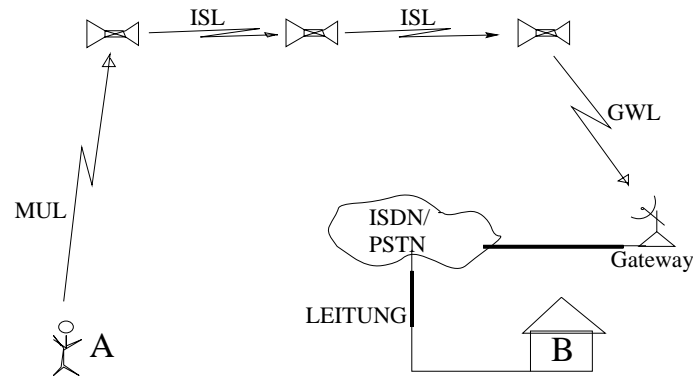 ISL
ISL
GWL
MUL
ISDN/
PSTN
Gateway
LEITUNG
A
B